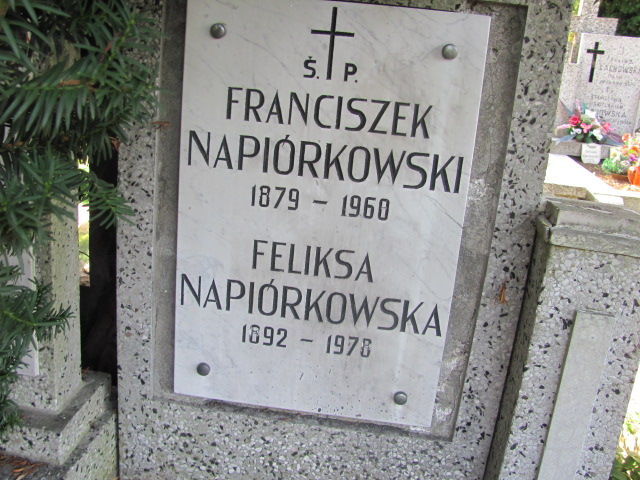 Ś. P.
FRANCISZEK
NAPIÓRKOWSKI
1879 – 1960
FELIKSA
NAPIÓRKOWSKA
1892 – 1978